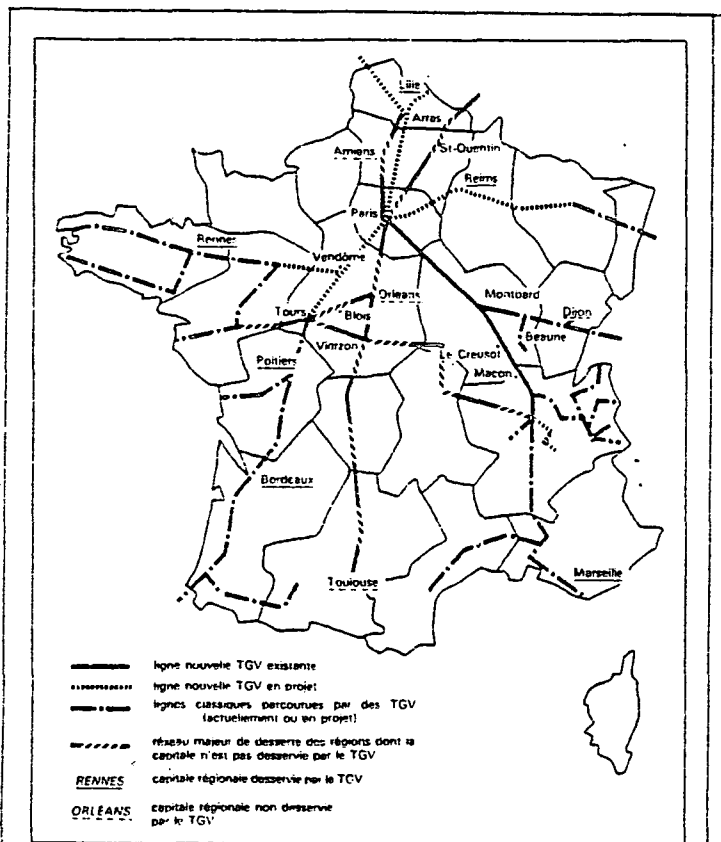 Lille
Arras
Amiens
St-Quentin
Reims
Paris
Rennes
Vendôme
Orleans
Montbard
Tours
Blois
Dijon
Beaune
Vierzon
Le Creusot
Poitiers
Macon
Bordeaux
Toulouse
Marseille
ligne nouvelle TGV existante
ligne nouvelle TGV en projet
lignes classiques parcourues par des TGV
(actuellement ou en projet)
réseau majeur de desserte des régions dont la
capitale n'est pas desservie par le TGV
RENNES capitale régionale desservie par le TGV
ORLÉANS capitale régionale non desservie
par le TGV